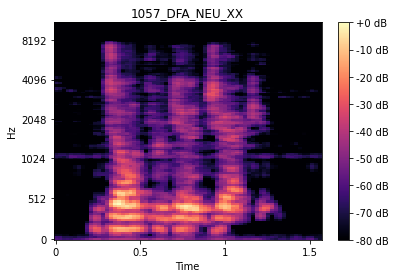 1057_DFA_NEU_XX
Hz
8192
4096
2048
1024
512
0
0
0.5
1
1.5
Time
+0 dB
-10 dB
-20 dB
-30 dB
-40 dB
-50 dB
-60 dB
-70 dB
-80 dB